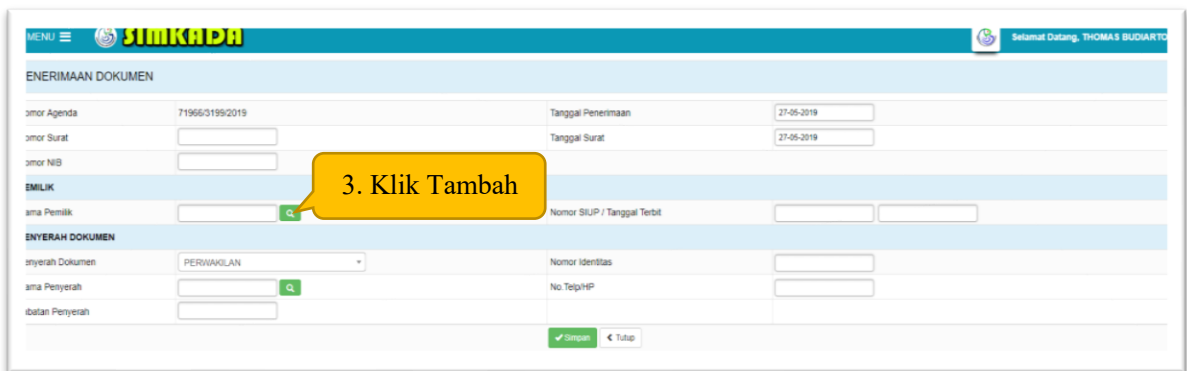 MENU SIMKADA Selamat Datang, THOMAS BUDIARTO
ENERIMAAN DOKUMEN
omor Agenda 71966/3199/2019 Tanggal Penerimaan 27-05-2019
omor Surat Tanggal Surat 27-05-2019
omor NIB
3. Klik Tambah
EMILIK
ama Pemilik Nomor SIUP / Tanggal Terbit
ENYERAH DOKUMEN
enyerah Dokumen PERWAKILAN Nomor Identitas
ama Penyerah No.Telp/HP
abatan Penyerah
Simpan Tutup